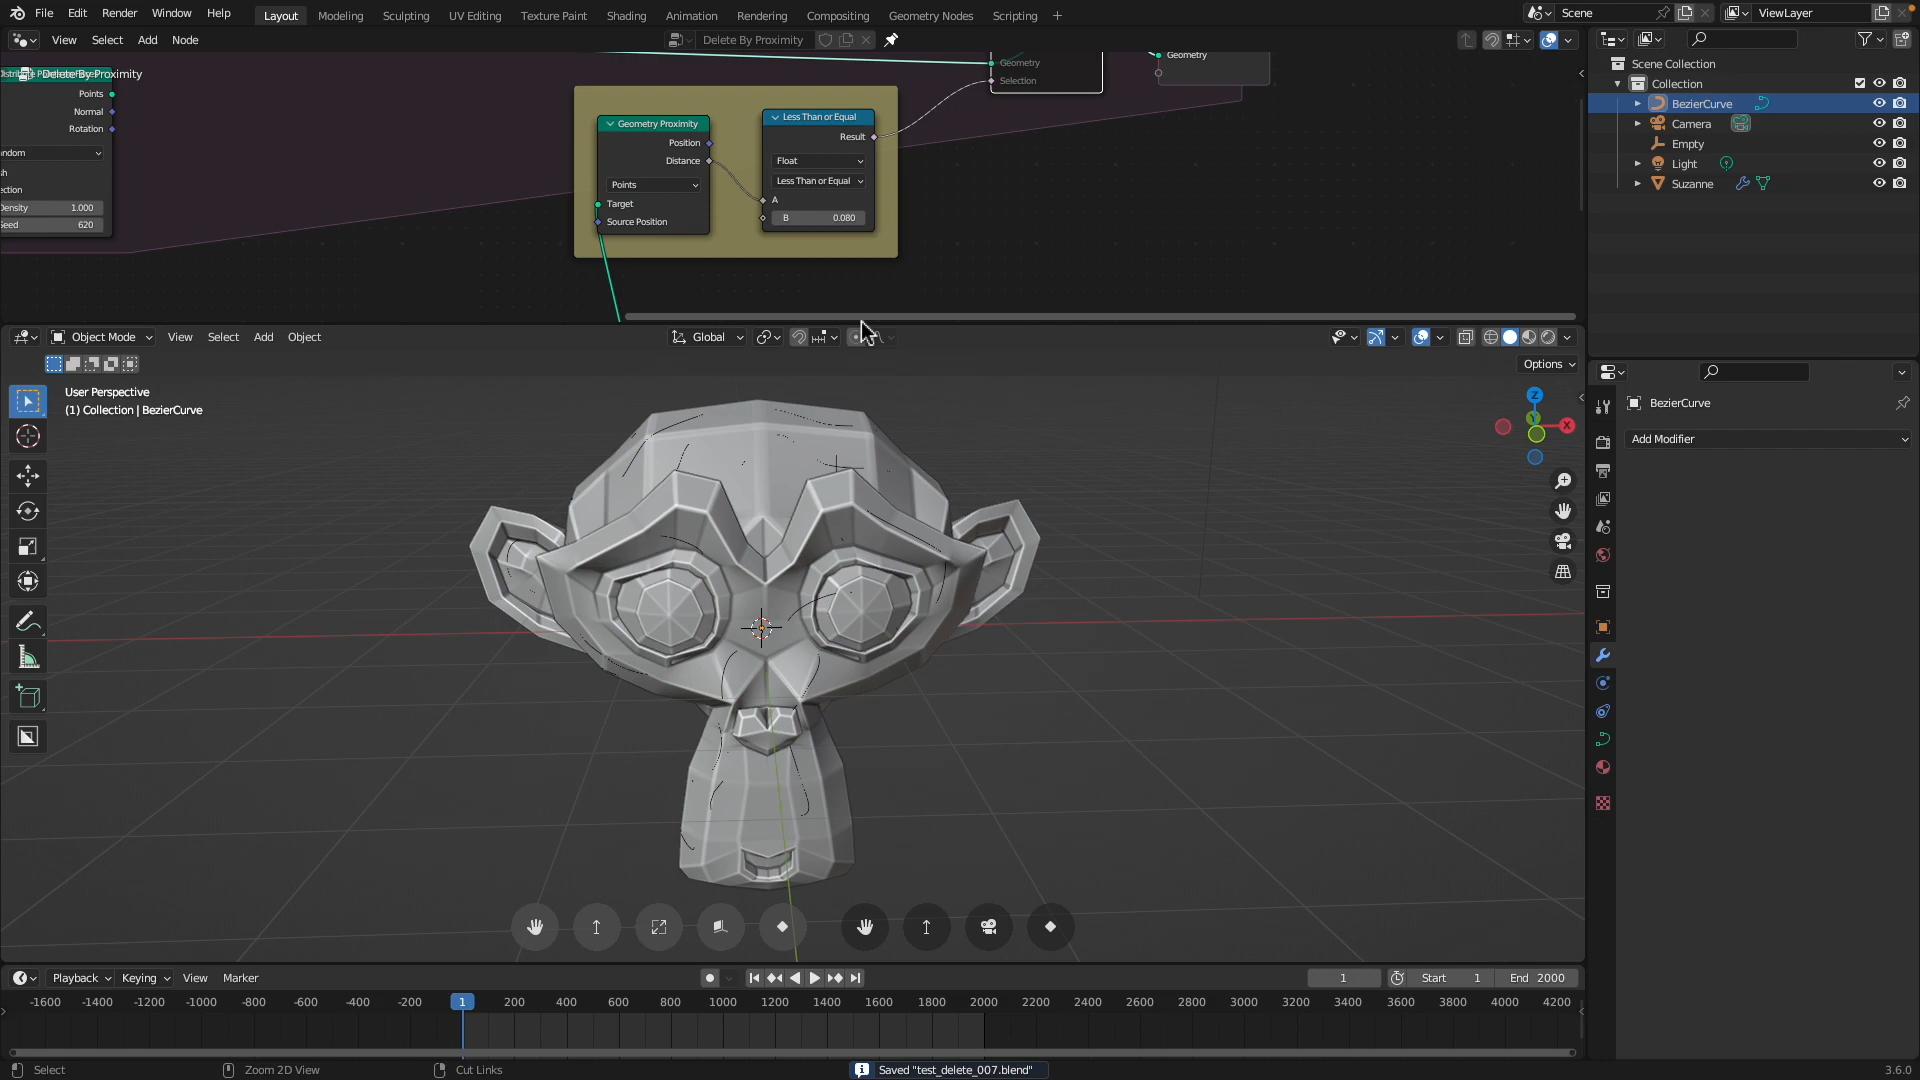 File Edit Render Window Help Layout Modeling Sculpting UV Editing Texture Paint Shading Animation Rendering Compositing Geometry Nodes Scripting + Scene ViewLayer
View Select Add Node Delete By Proximity
Delete By Proximity
Points
Normal
Rotation
ndom
sh
ection
Density 1.000
Seed 620
Geometry Proximity
Position
Distance
Points
Target
Source Position
Less Than or Equal
Result
Float
Less Than or Equal
A
B 0.080
Geometry
Selection
Geometry
Scene Collection
Collection
BezierCurve
Camera
Empty
Light
Suzanne
Object Mode View Select Add Object Global
Options
User Perspective
(1) Collection | BezierCurve
Z
Y
X
BezierCurve
Add Modifier
Playback Keying View Marker 1 Start 1 End 2000
-1600 -1400 -1200 -1000 -800 -600 -400 -200 1 200 400 600 800 1000 1200 1400 1600 1800 2000 2200 2400 2600 2800 3000 3200 3400 3600 3800 4000 4200
Select Zoom 2D View Cut Links Saved "test_delete_007.blend" 3.6.0